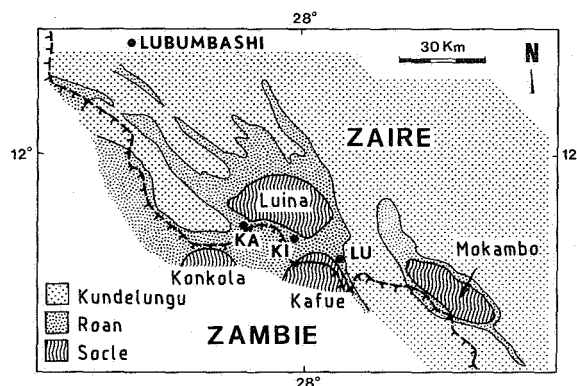 28°
LUBUMBASHI
30 Km
N
ZAIRE
12°
12
Luina
KA
KI
LU
Mokambo
Konkola
Kafue
Kundelungu
Roan
Socle
ZAMBIE
28°